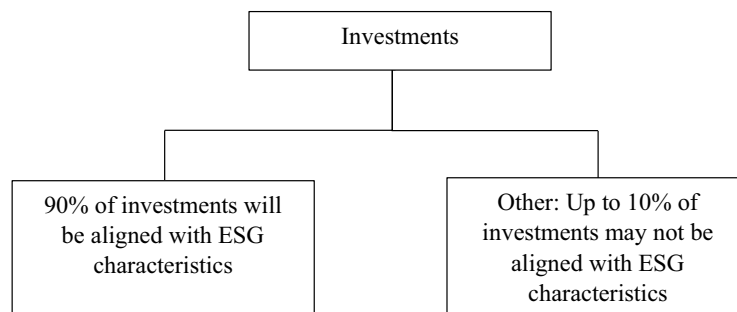 Investments
90% of investments will
be aligned with ESG
characteristics
Other: Up to 10% of
investments may not be
aligned with ESG
characteristics